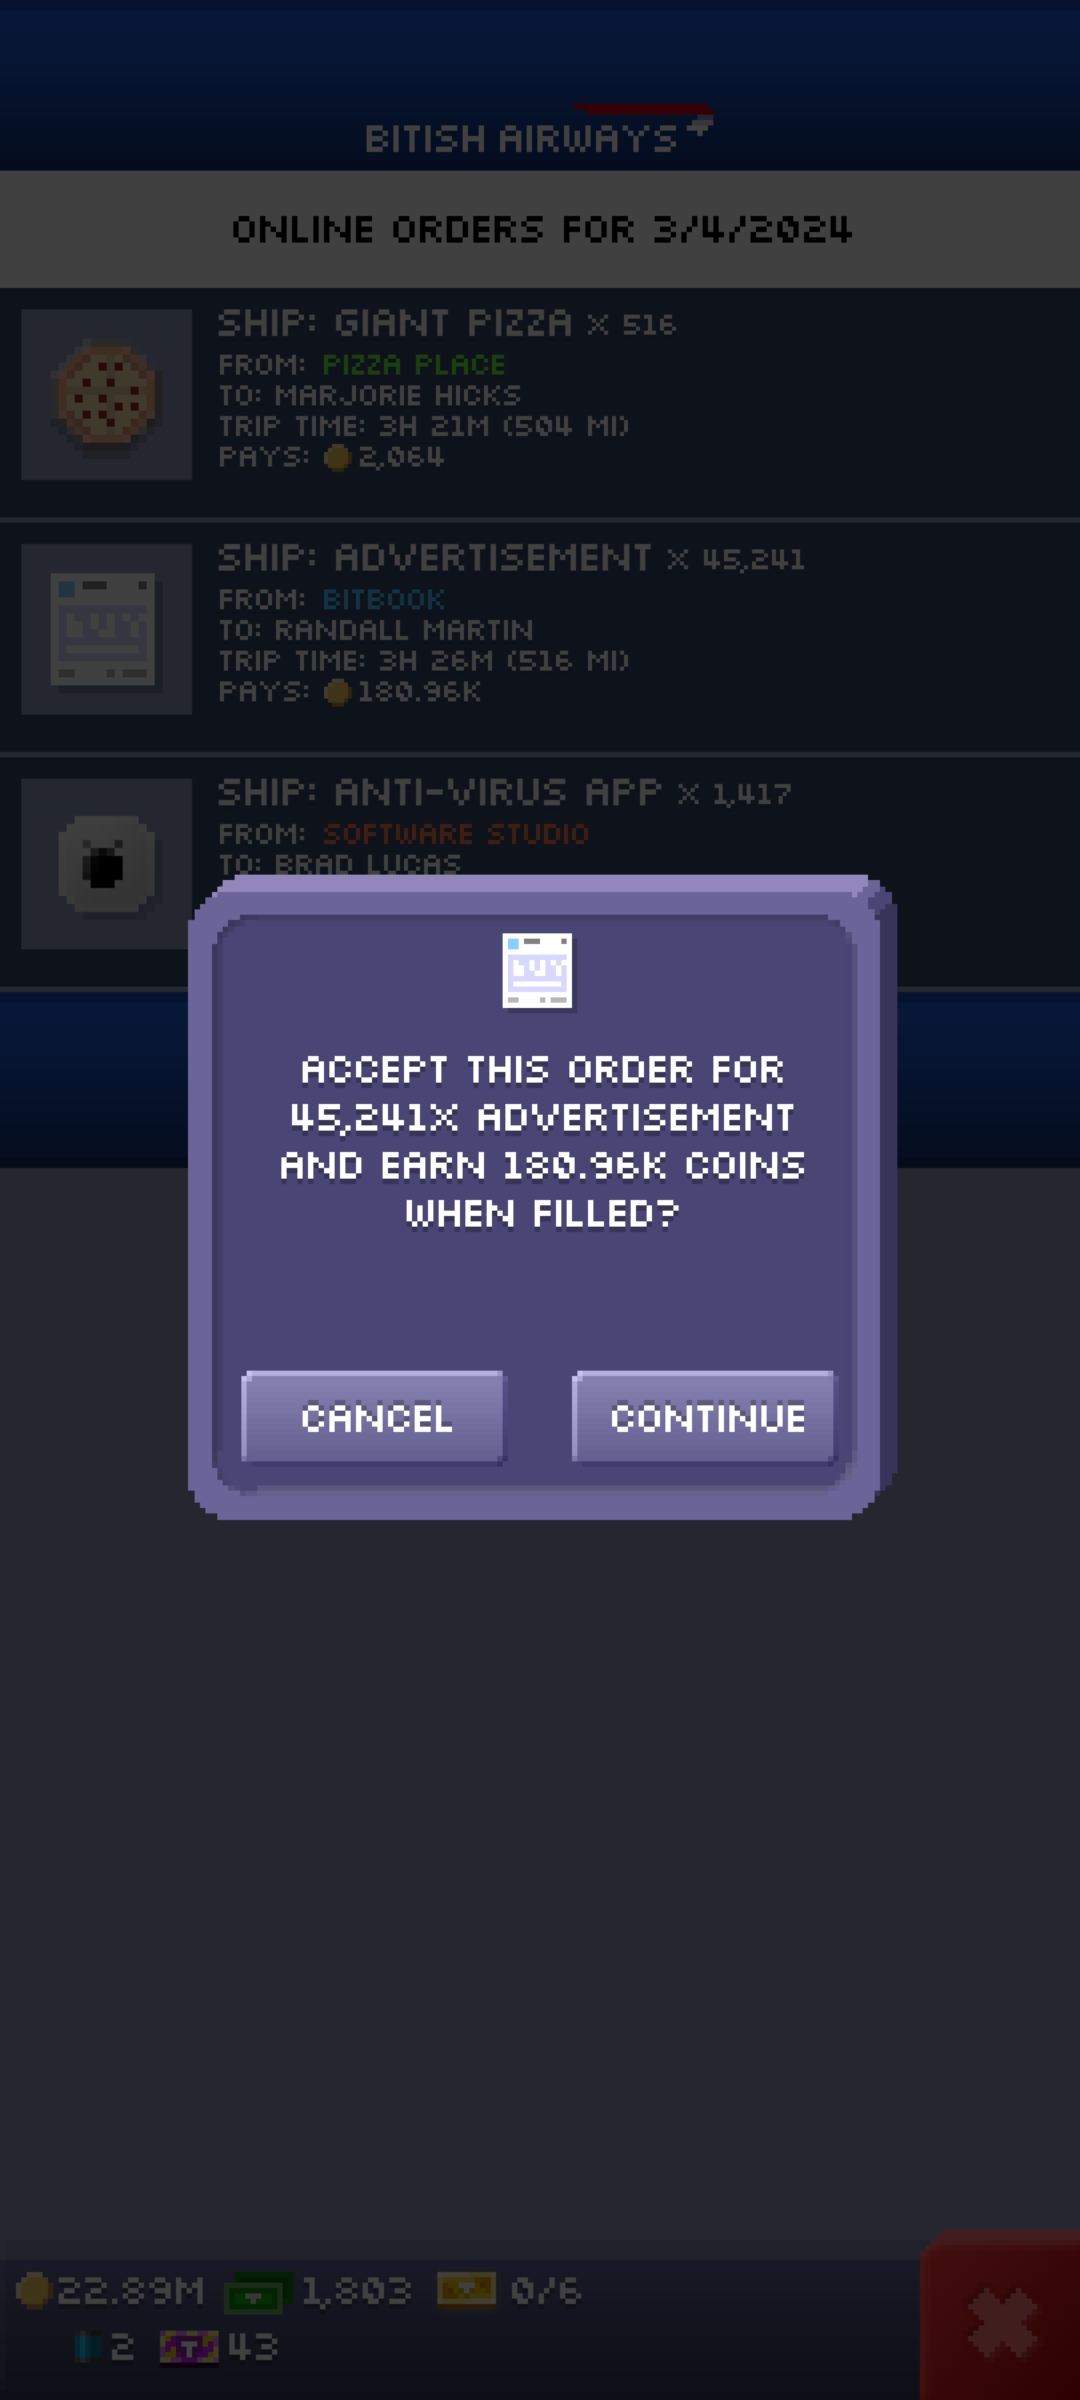 BITISH AIRWAYS
ONLINE ORDERS FOR 3/4/2024
SHIP: GIANT PIZZA X 516
FROM: PIZZA PLACE
TO: MARJORIE HICKS
TRIP TIME: 3H 21M (504 MI)
PAYS: 2,064
SHIP: ADVERTISEMENT X 45,241
FROM: BITBOOK
TO: RANDALL MARTIN
TRIP TIME: 3H 26M (516 MI)
PAYS: 180.96K
SHIP: ANTI-VIRUS APP X 1,417
FROM: SOFTWARE STUDIO
TO: BRAD LUCAS
ACCEPT THIS ORDER FOR
45,241X ADVERTISEMENT
AND EARN 180.96K COINS
WHEN FILLED?
CANCEL CONTINUE
22.89M 1,803 0/6
2 43